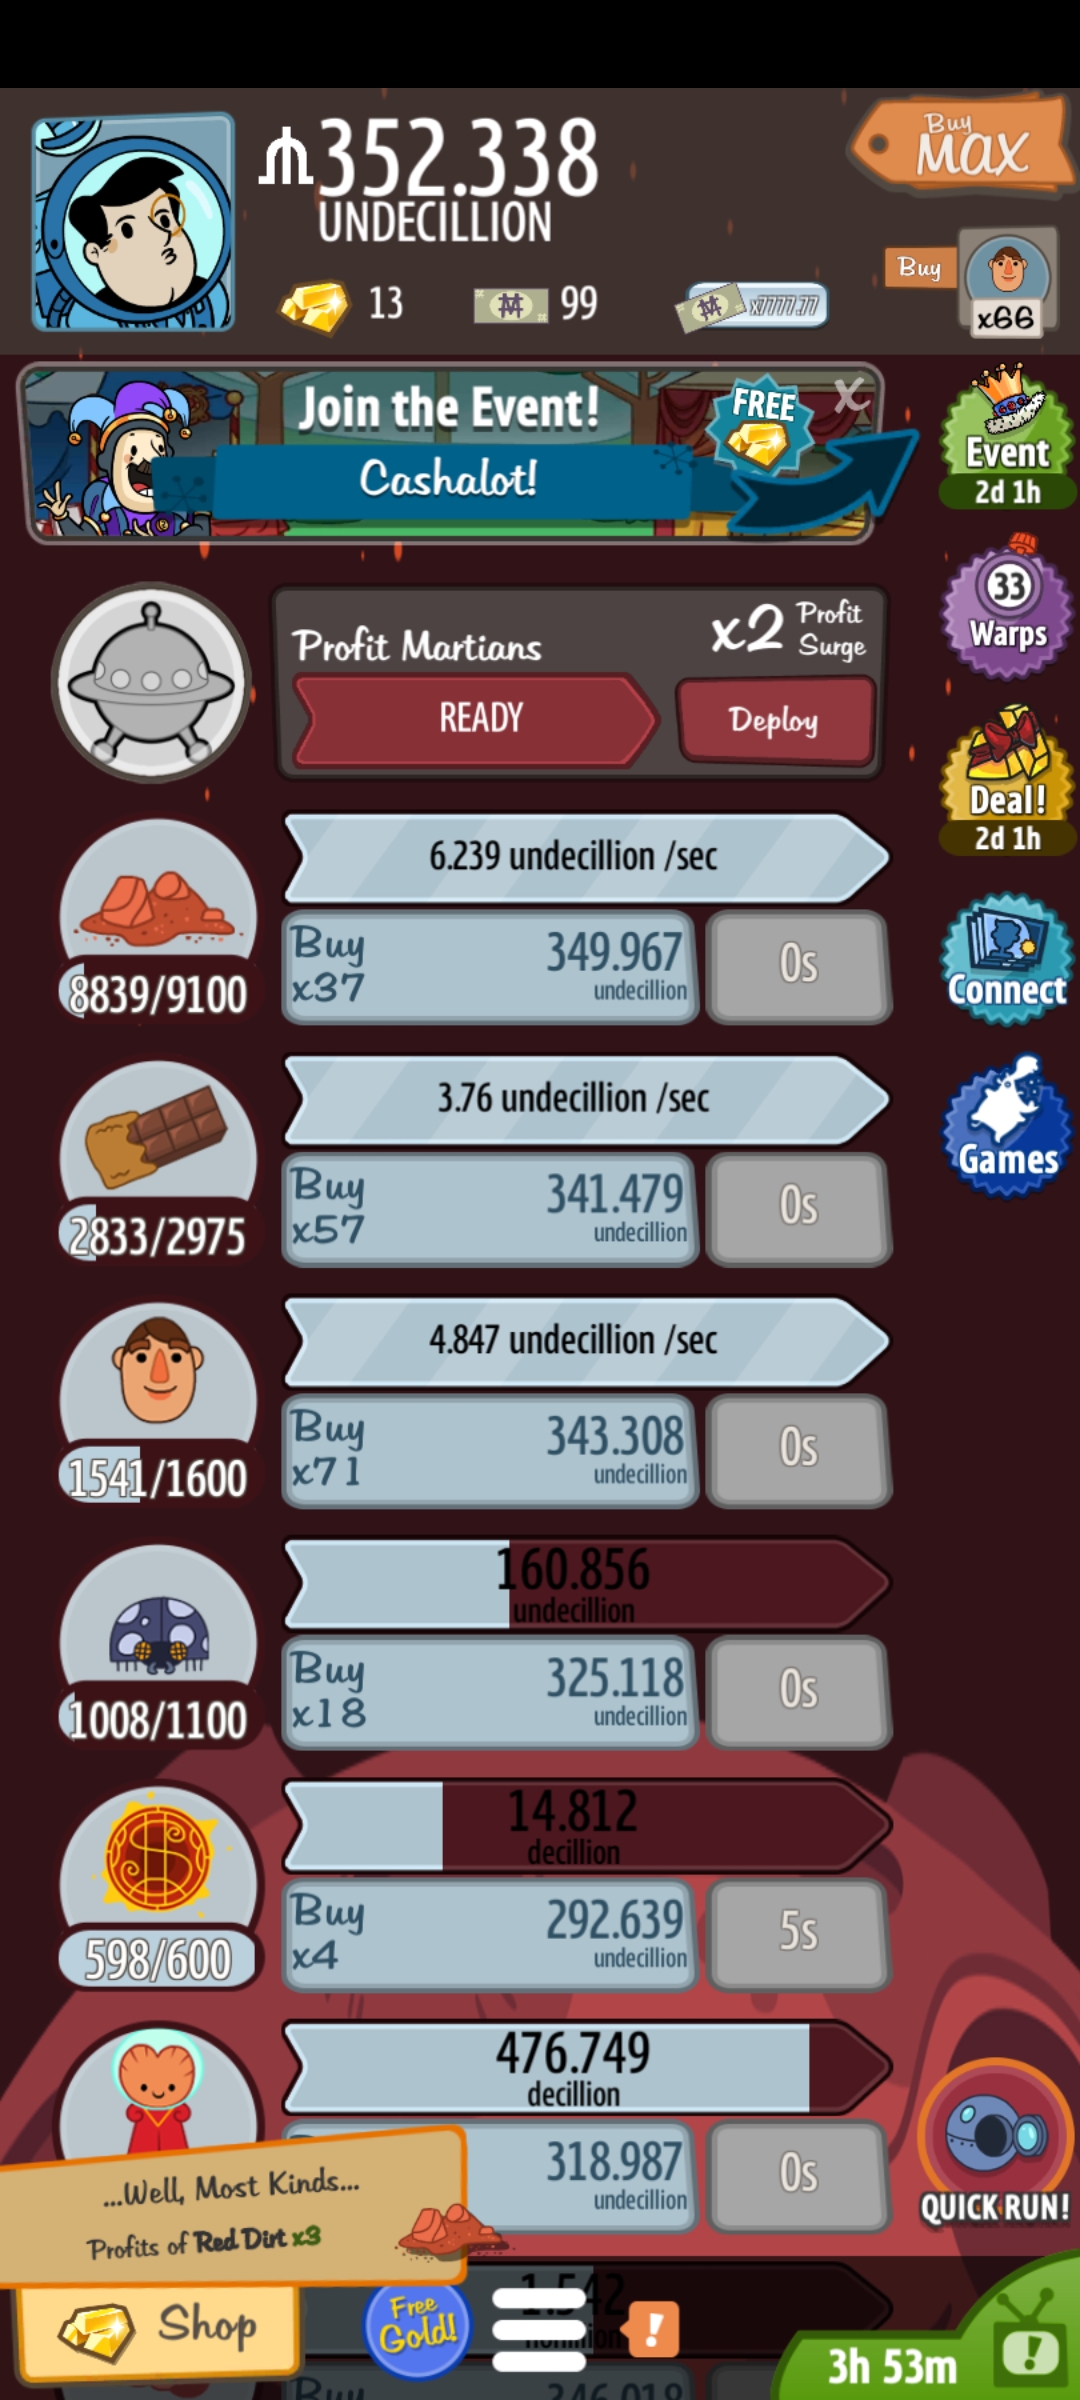 352.338
UNDECILLION
Buy
MAX
13
99
x7777.77
Buy
x66
Join the Event!
Cashalot!
FREE
X
Event
2d 1h
33
Warps
Profit Martians
x2 Profit
Surge
READY
Deploy
Deal!
2d 1h
6.239 undecillion /sec
8839/9100
Buy
x37
349.967
undecillion
0s
Connect
3.76 undecillion /sec
2833/2975
Buy
x57
341.479
undecillion
0s
Games
4.847 undecillion /sec
1541/1600
Buy
x71
343.308
undecillion
0s
160.856
undecillion
1008/1100
Buy
x18
325.118
undecillion
0s
14.812
decillion
598/600
Buy
x4
292.639
undecillion
5s
476.749
decillion
318.987
undecillion
0s
QUICK RUN!
...Well, Most Kinds...
Profits of Red Dirt x3
Shop
Free
Gold!
!
3h 53m
!
Buy
346.018